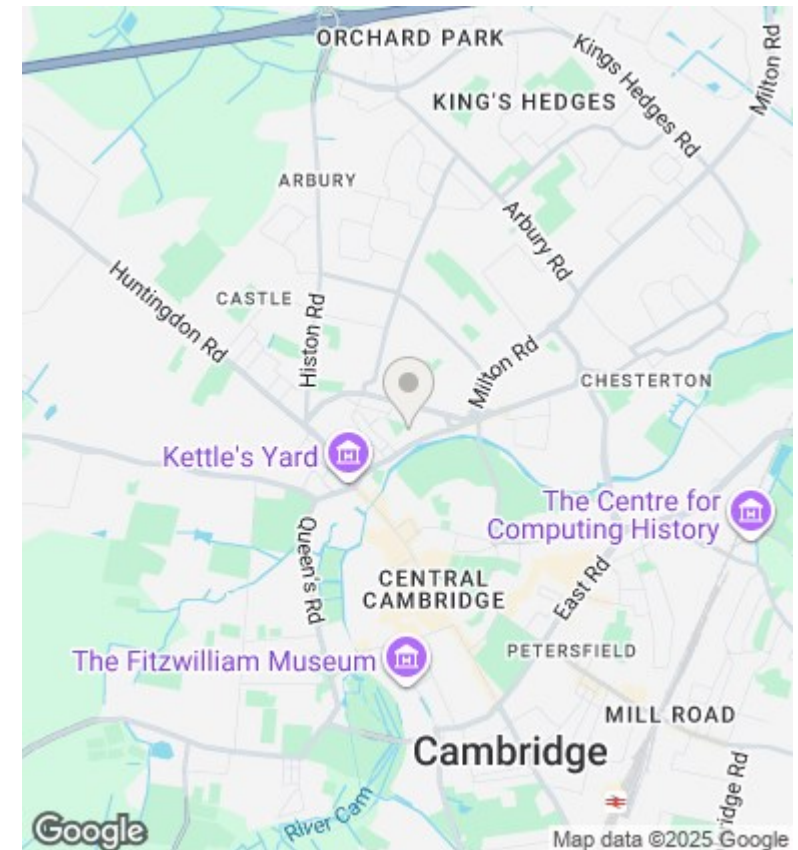 ORCHARD PARK
Kings Hedges Rd
Milton Rd
KING'S HEDGES
ARBURY
Arbury Rd
Huntingdon Rd
CASTLE
Histon Rd
Milton Rd
CHESTERTON
Kettle's Yard
The Centre for
Computing History
Queen's Rd
CENTRAL
CAMBRIDGE
East Rd
The Fitzwilliam Museum
PETERSFIELD
MILL ROAD
Cambridge
River Cam
bridge Rd
Google
Map data ©2025 Google